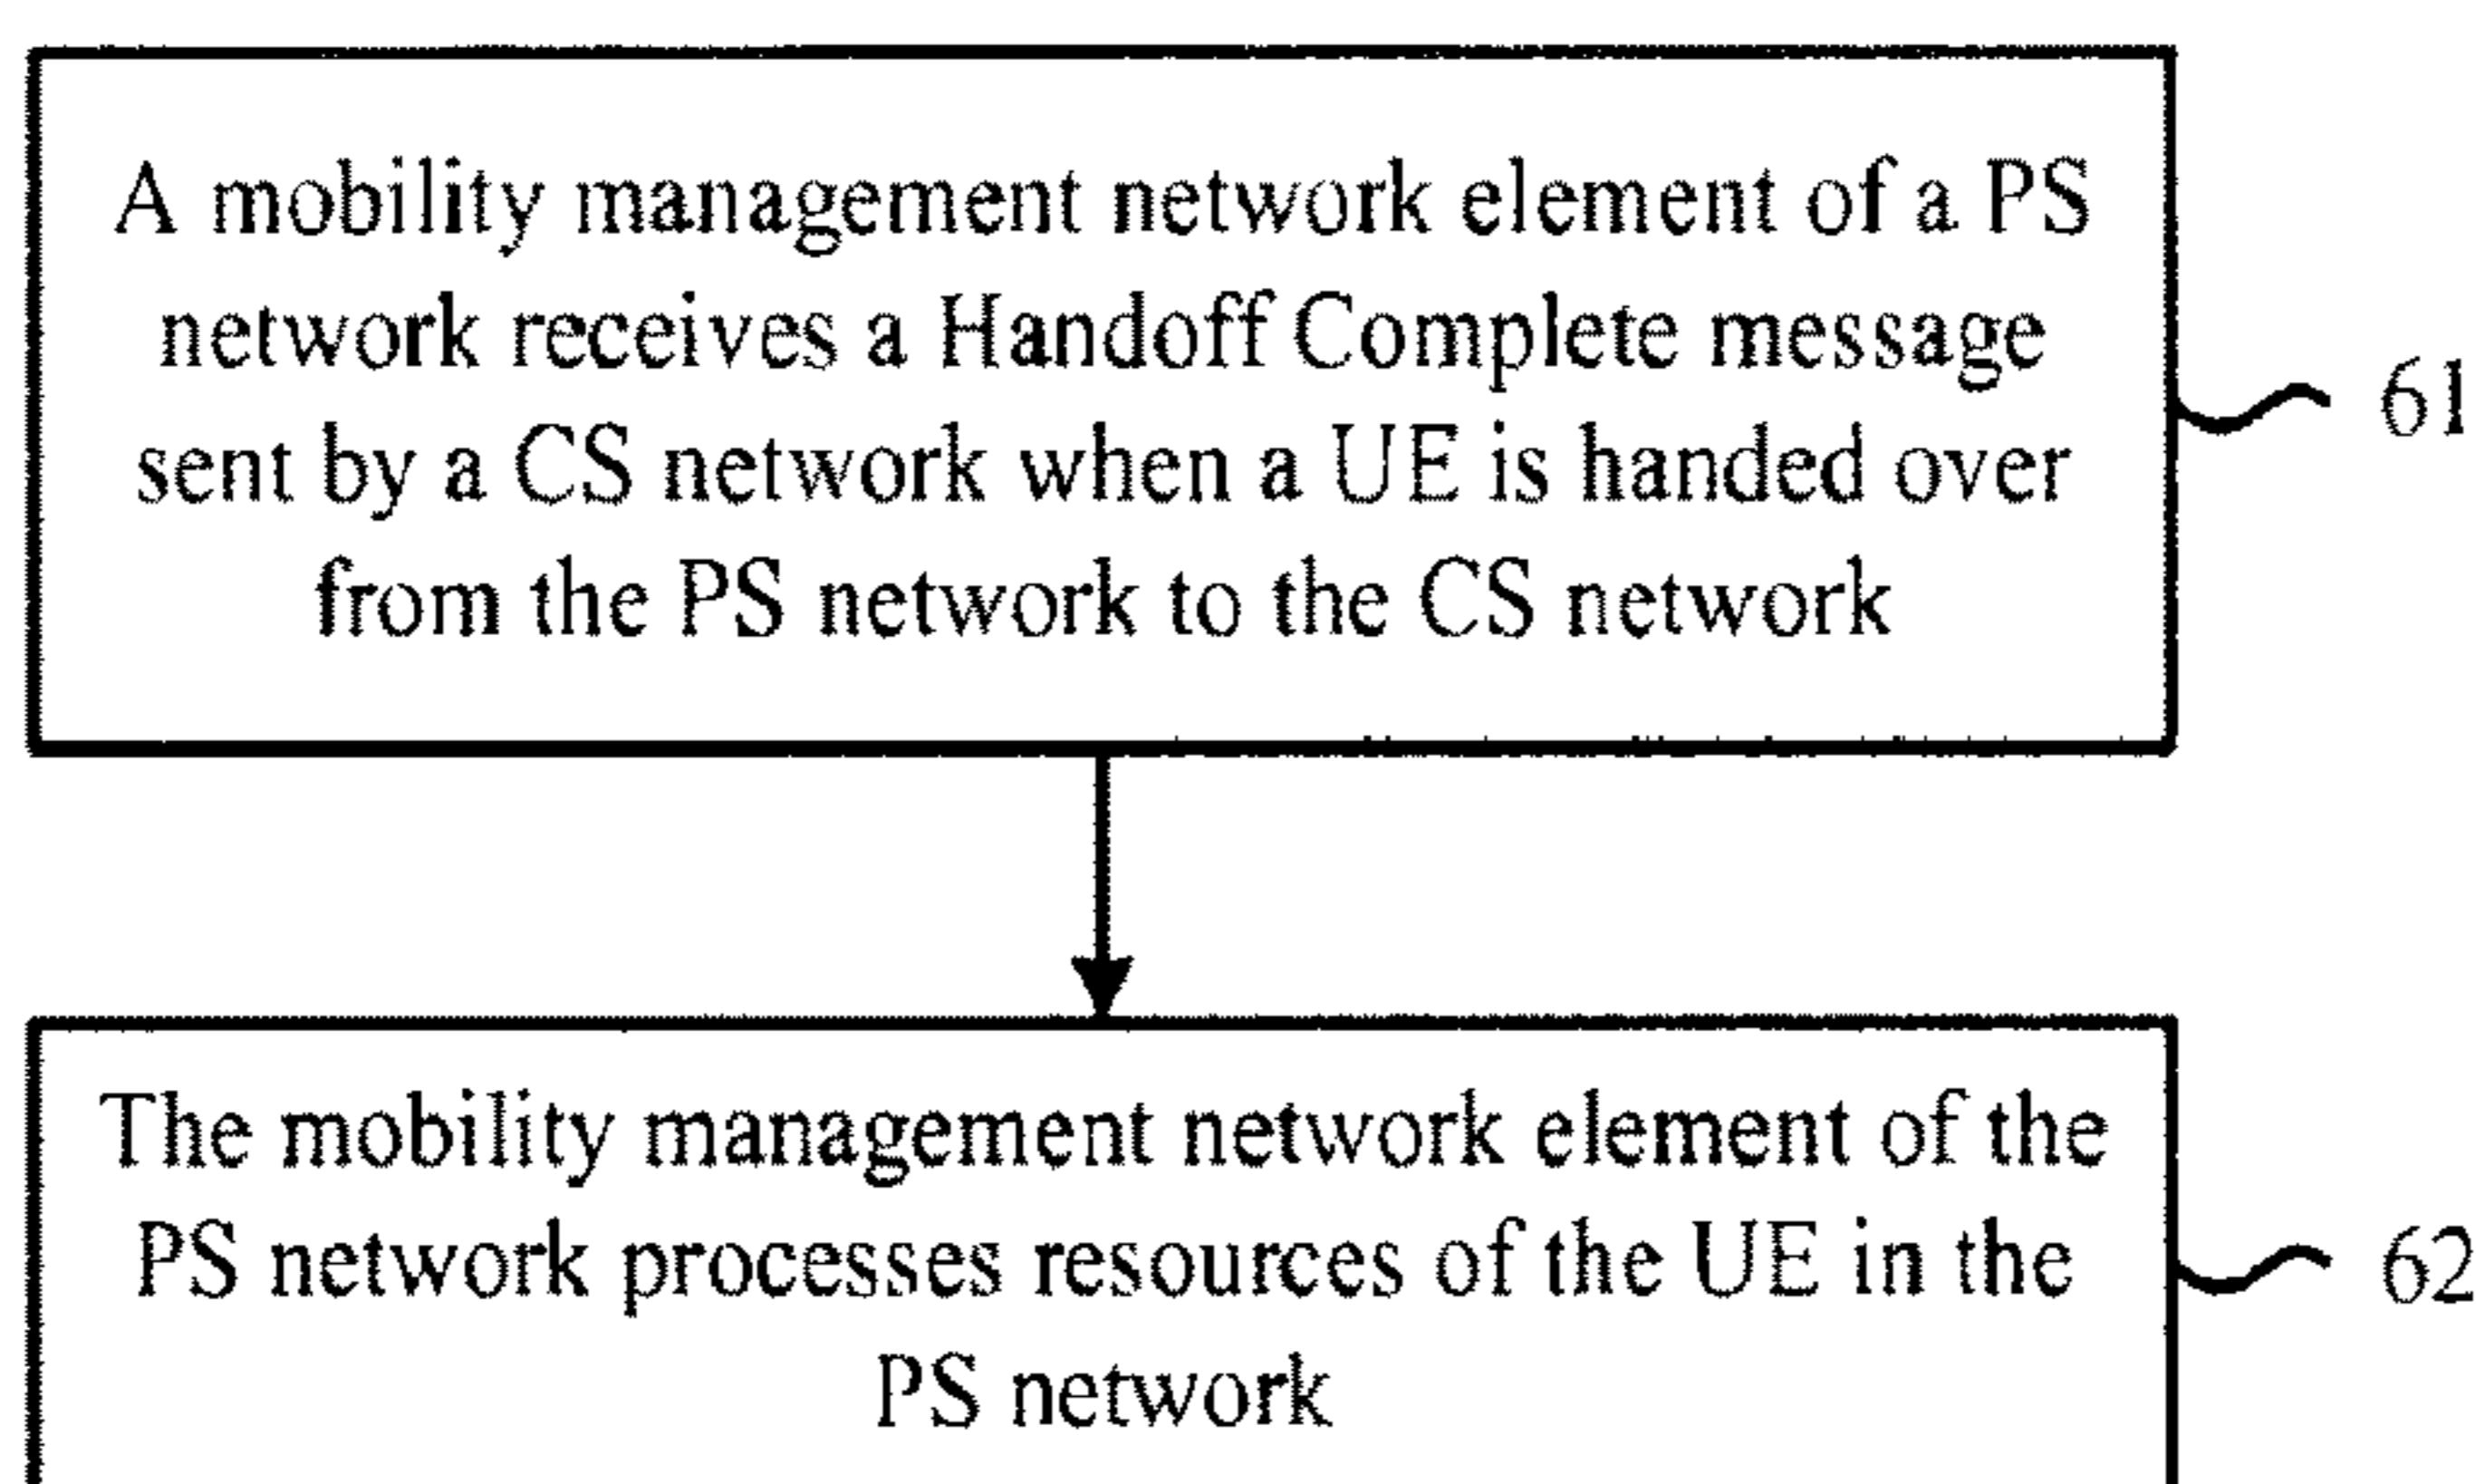 A mobility management network element of a PS
network receives a Handoff Complete message
sent by a CS network when a UE is handed over
from the PS network to the CS network
61
The mobility management network element of the
PS network processes resources of the UE in the
PS network
62